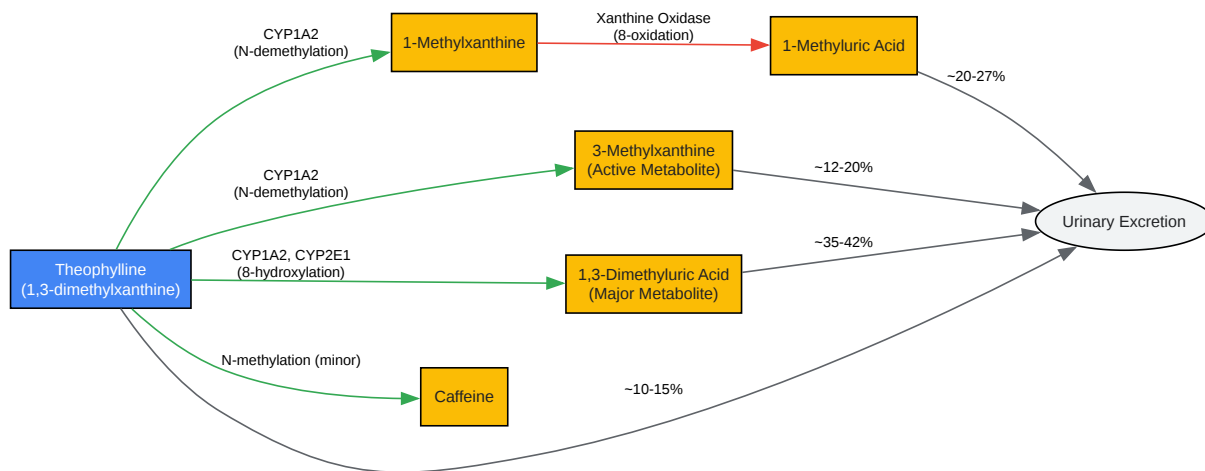 CYP1A2
(N-demethylation)
1-Methylxanthine
Xanthine Oxidase
(8-oxidation)
1-Methyluric Acid
~20-27%
CYP1A2
(N-demethylation)
3-Methylxanthine
(Active Metabolite)
~12-20%
Urinary Excretion
Theophylline
(1,3-dimethylxanthine)
CYP1A2, CYP2E1
(8-hydroxylation)
1,3-Dimethyluric Acid
(Major Metabolite)
~35-42%
N-methylation (minor)
Caffeine
~10-15%